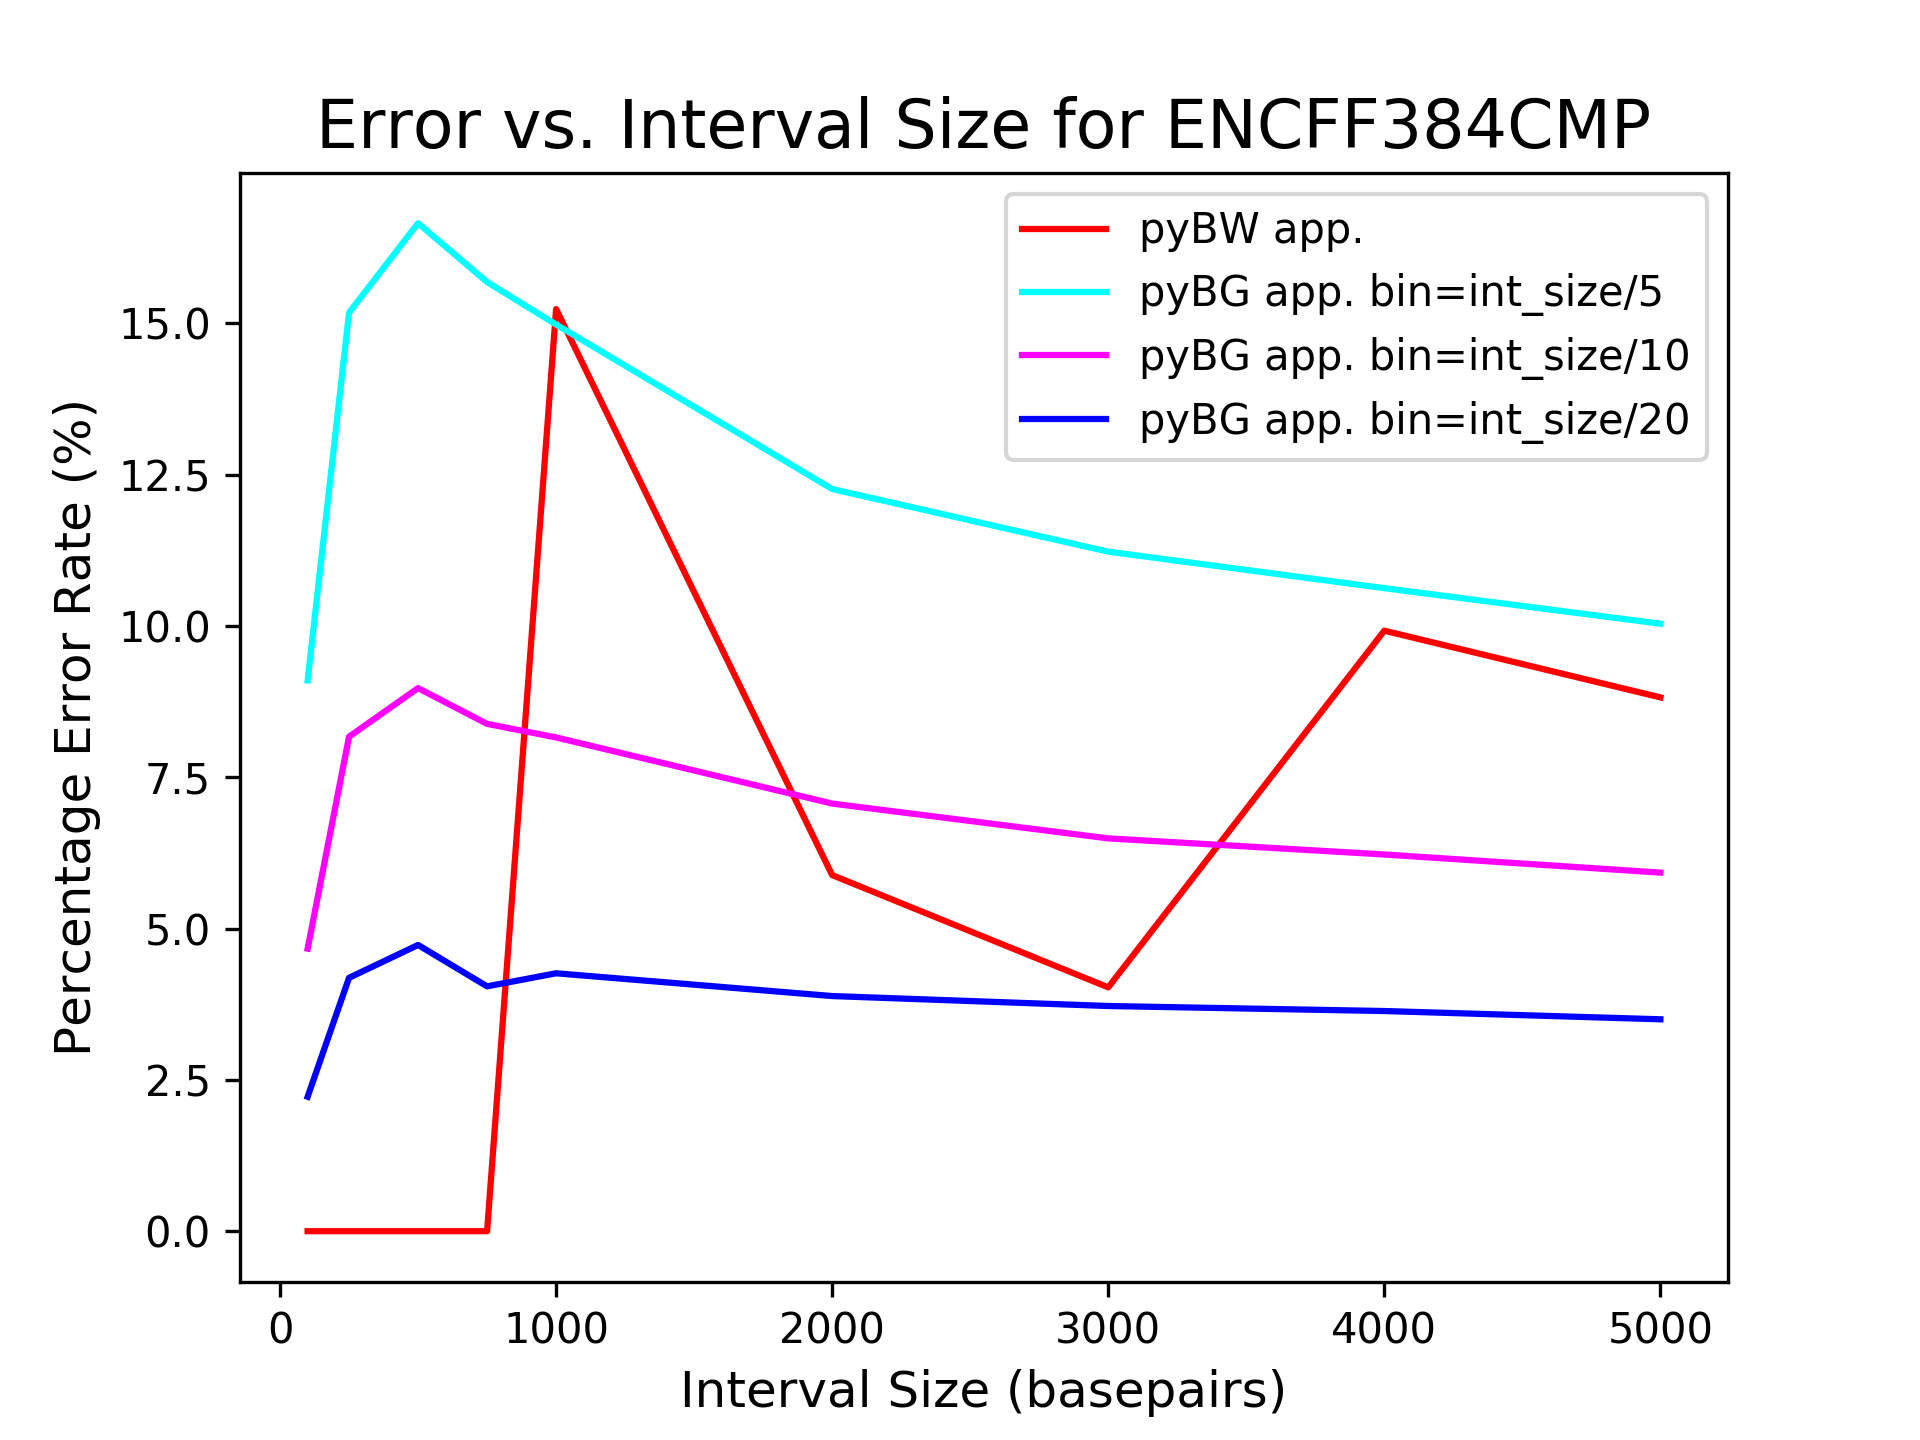 Error vs. Interval Size for ENCFF384CMP
pyBW app.
pyBG app. bin=int_size/5
pyBG app. bin=int_size/10
pyBG app. bin=int_size/20
Percentage Error Rate (%)
15.0
12.5
10.0
7.5
5.0
2.5
0.0
0 1000 2000 3000 4000 5000
Interval Size (basepairs)